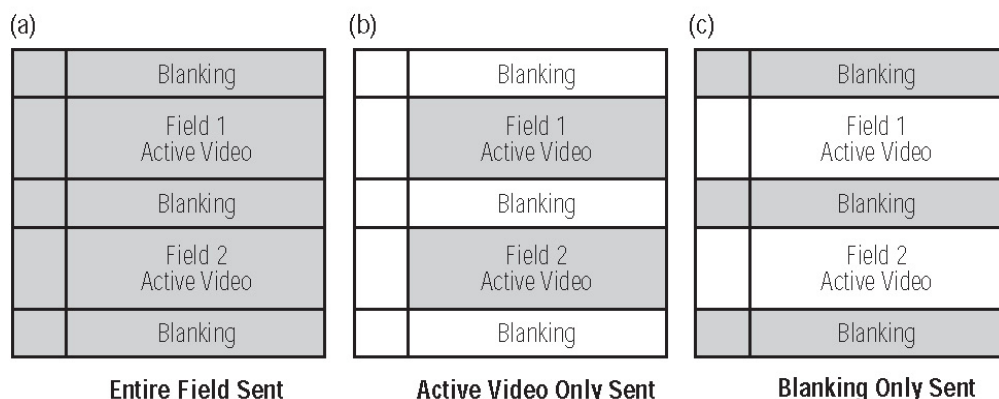 (a)
Blanking
Field 1
Active Video
Blanking
Field 2
Active Video
Blanking
Entire Field Sent
(b)
Blanking
Field 1
Active Video
Blanking
Field 2
Active Video
Blanking
Active Video Only Sent
(c)
Blanking
Field 1
Active Video
Blanking
Field 2
Active Video
Blanking
Blanking Only Sent